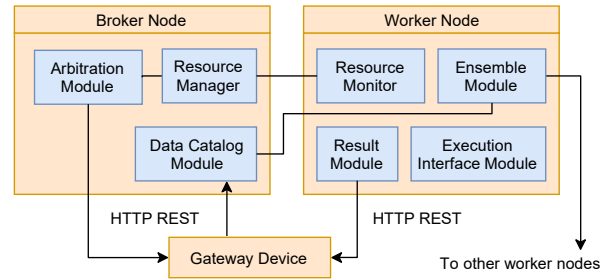 Broker Node
Worker Node
Arbitration
Module
Resource
Manager
Resource
Monitor
Ensemble
Module
Data Catalog
Module
Result
Module
Execution
Interface Module
HTTP REST
HTTP REST
Gateway Device
To other worker nodes